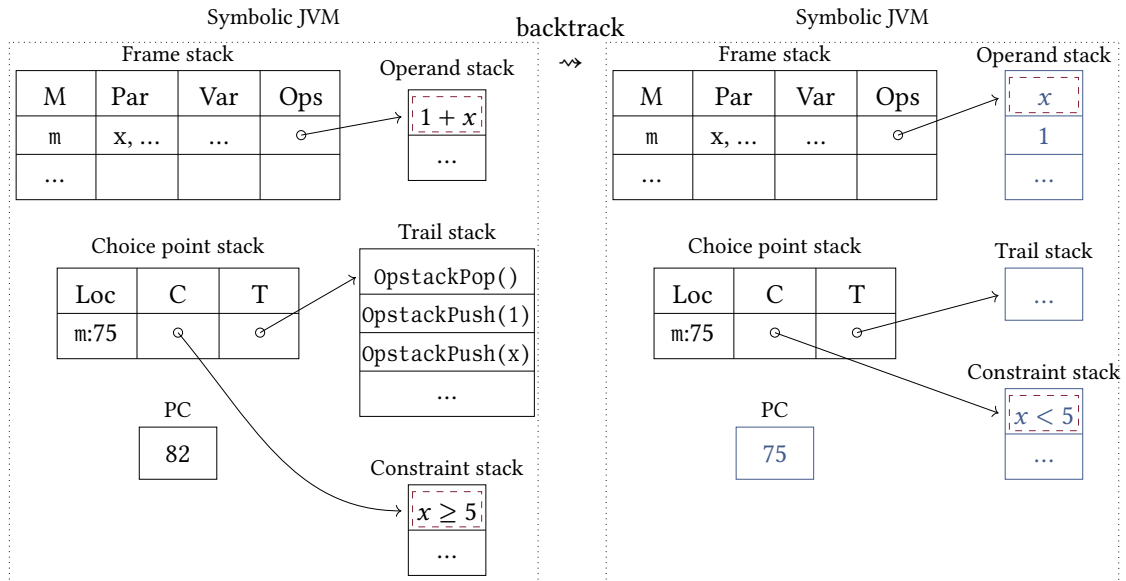 Symbolic JVM
backtrack
⇝
Symbolic JVM
Frame stack
M Par Var Ops
m x, ... ...
...
Operand stack
1 + x
...
Choice point stack
Loc C T
m:75
Trail stack
OpstackPop()
OpstackPush(1)
OpstackPush(x)
...
PC
82
Constraint stack
x ≥ 5
...
Frame stack
M Par Var Ops
m x, ... ...
...
Operand stack
x
1
...
Choice point stack
Loc C T
m:75
Trail stack
...
PC
75
Constraint stack
x < 5
...